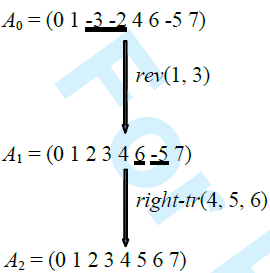 A₀ = (0 1 -3 -2 4 6 -5 7)
rev(1, 3)
A₁ = (0 1 2 3 4 6 -5 7)
right-tr(4, 5, 6)
A₂ = (0 1 2 3 4 5 6 7)
For